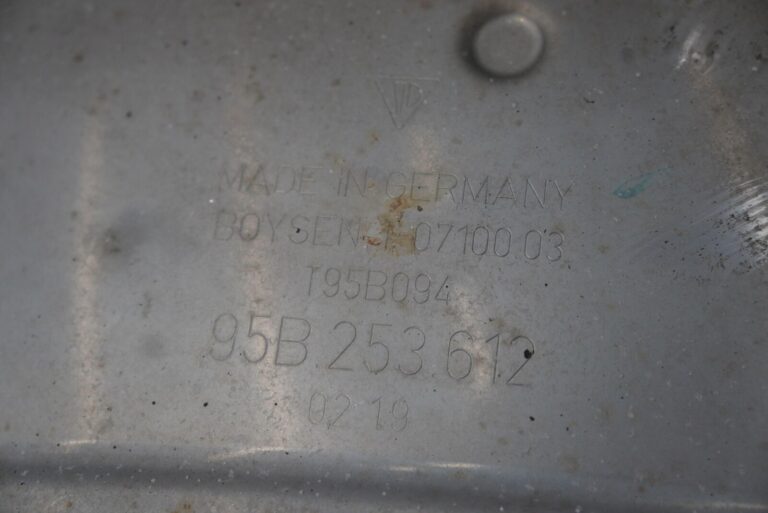 MADE IN GERMANY
BOYSEN 07100 03
T95B094
95B.253.612
02 19